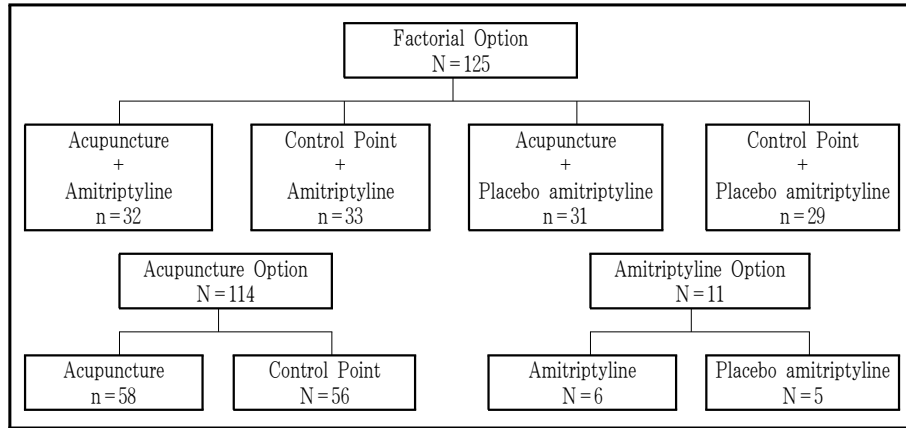 Factorial Option
N=125
Acupuncture
+
Amitriptyline
n=32
Control Point
+
Amitriptyline
n=33
Acupuncture
+
Placebo amitriptyline
n=31
Control Point
+
Placebo amitriptyline
n=29
Acupuncture Option
N=114
Amitriptyline Option
N=11
Acupuncture
n=58
Control Point
N=56
Amitriptyline
N=6
Placebo amitriptyline
N=5